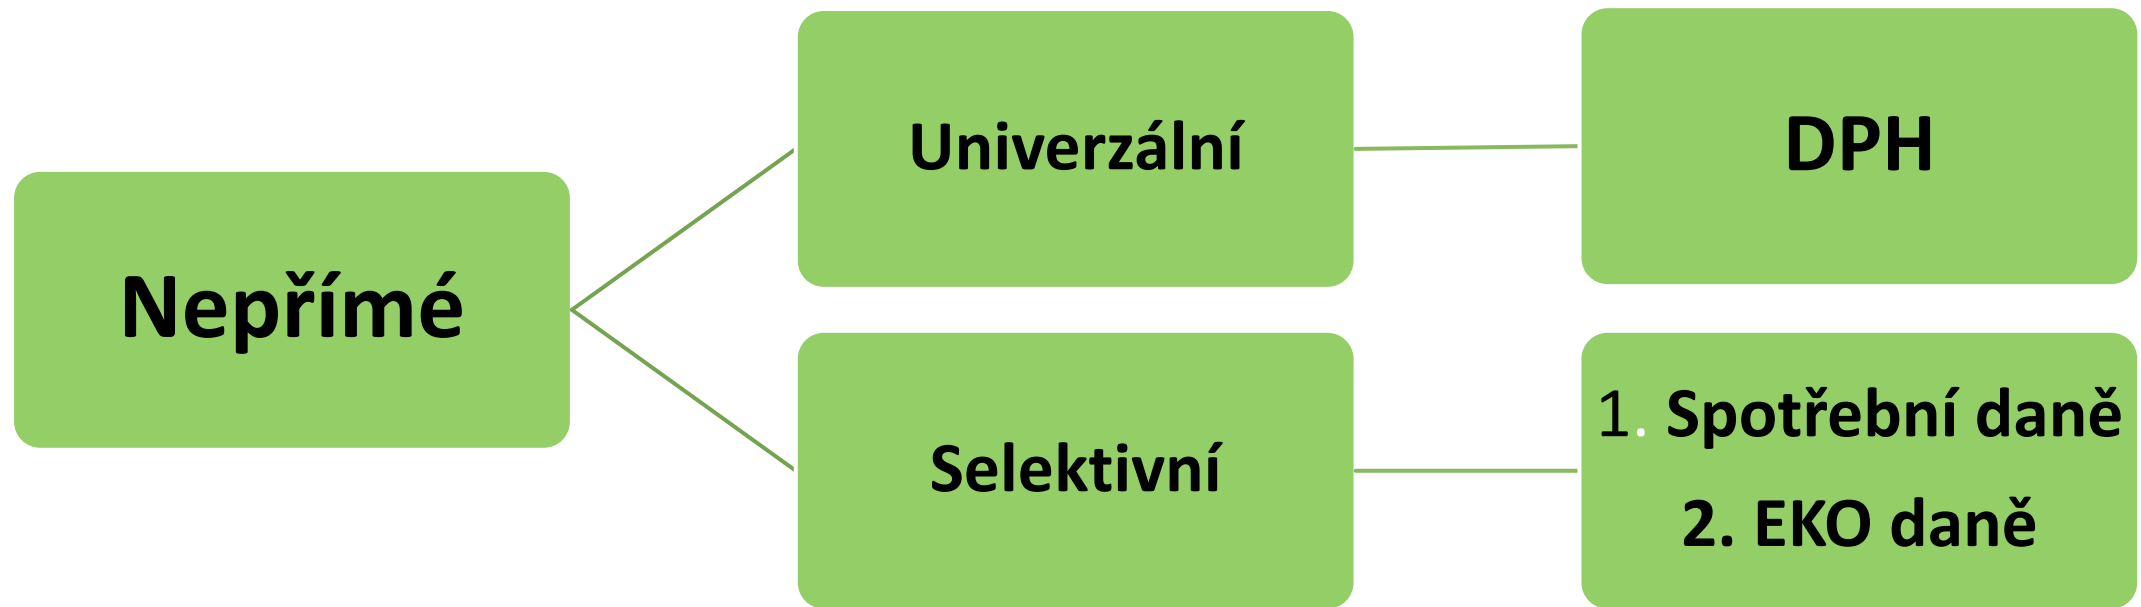 Nepřímé
Univerzální
DPH
Selektivní
1. Spotřební daně
2. EKO daně